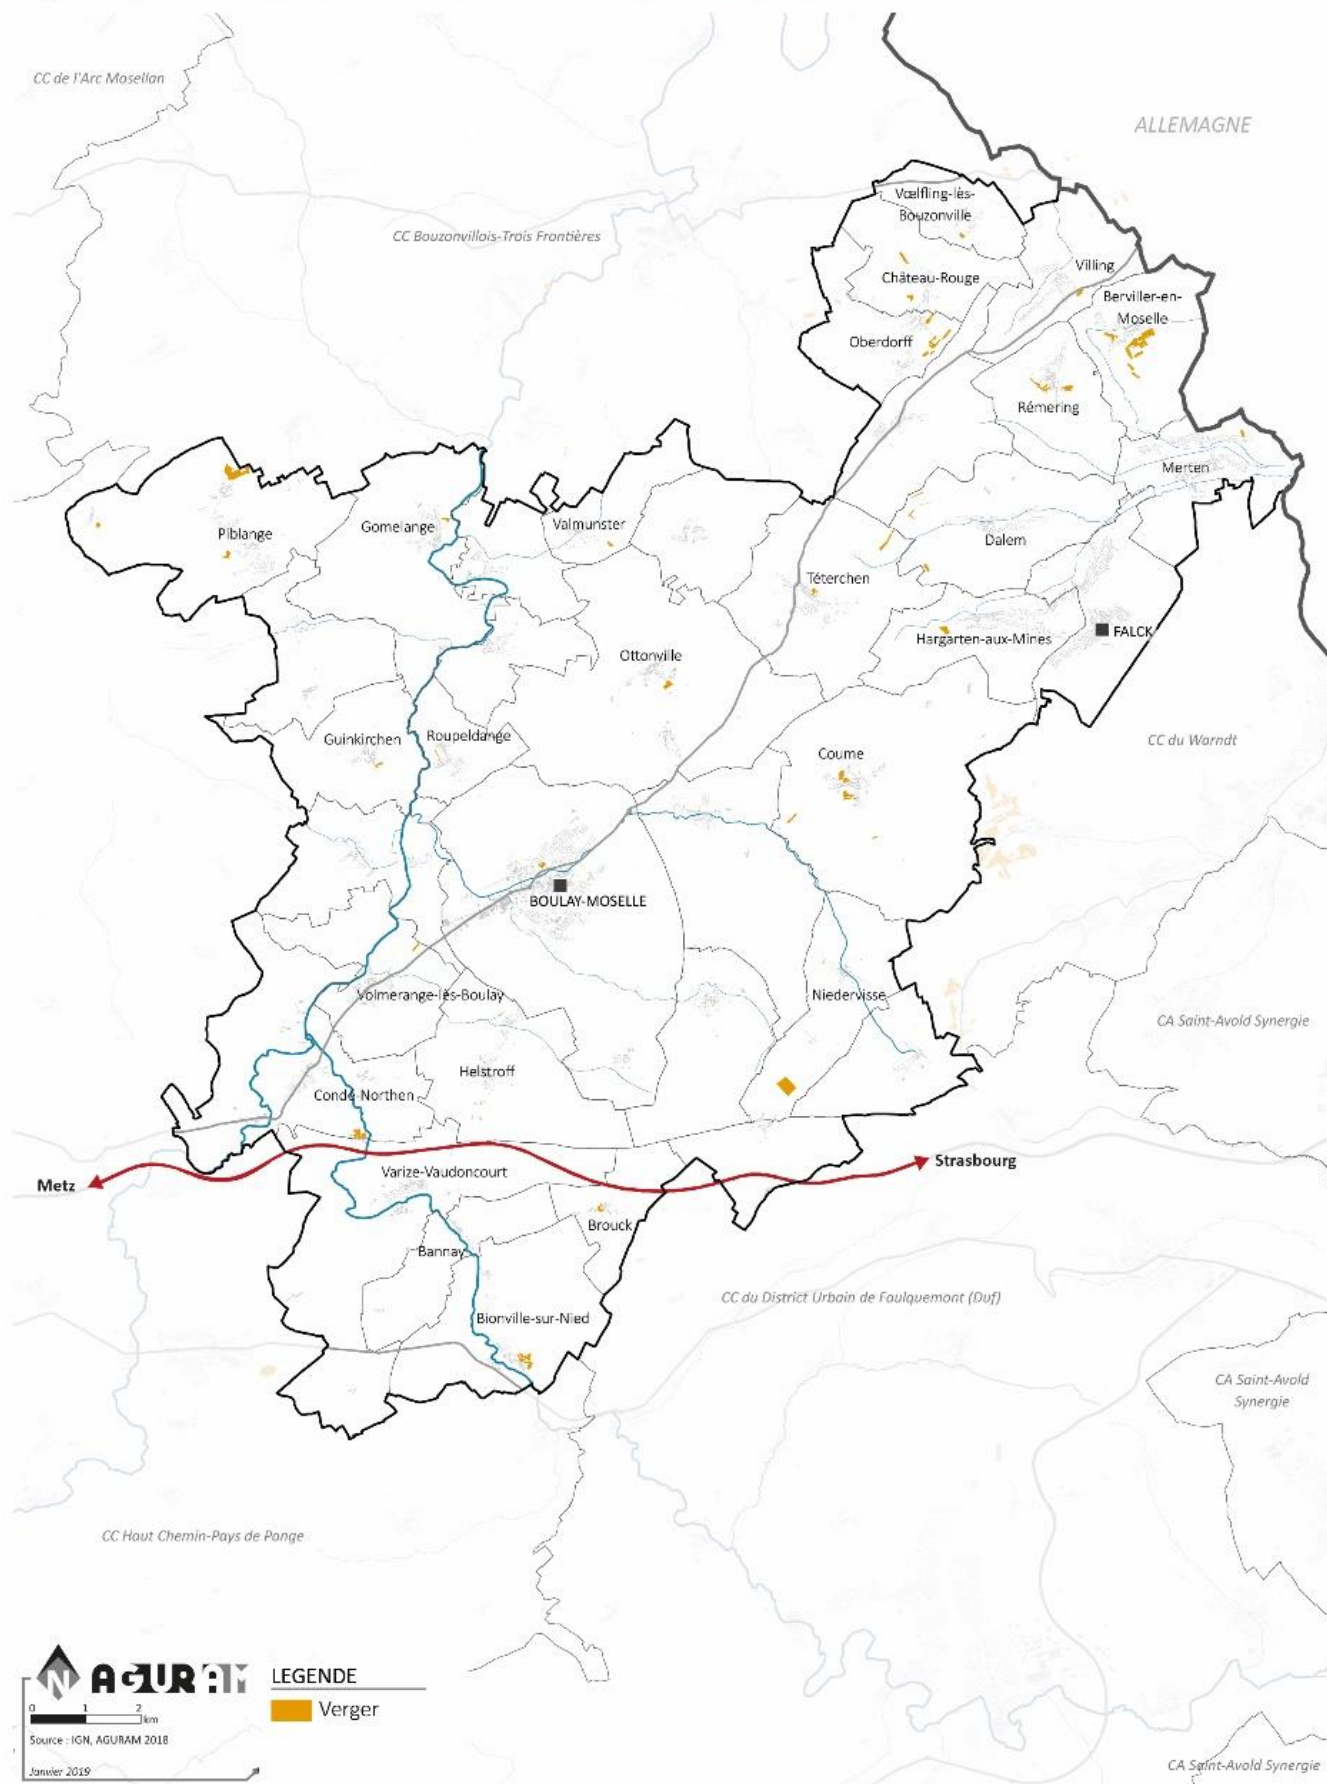 CC de l'Arc Mosellan
ALLEMAGNE
Vœlfling-lès-
Bouzonville
CC Bouzonvillois-Trois Frontières
Villing
Château-Rouge
Berviller-en-
Moselle
Oberdorff
Rémering
Merten
Piblange
Gomelange
Valmunster
Dalem
Téterchen
FALCK
Hargarten-aux-Mines
Ottonville
Guinkirchen
Roupeldange
CC du Warndt
Coume
BOULAY-MOSELLE
Volmerange-lès-Boulay
Niedervisse
CA Saint-Avold Synergie
Helstroff
Condé-Northen
Strasbourg
Metz
Varize-Vaudoncourt
Brouck
Bannay
CC du District Urbain de Faulquemont (Duf)
Bionville-sur-Nied
CA Saint-Avold
Synergie
CC Haut Chemin-Pays de Pange
N AGURAM
LEGENDE
0 1 2
km
Verger
Source : IGN, AGURAM 2018
Janvier 2019
CA Saint-Avold Synergie